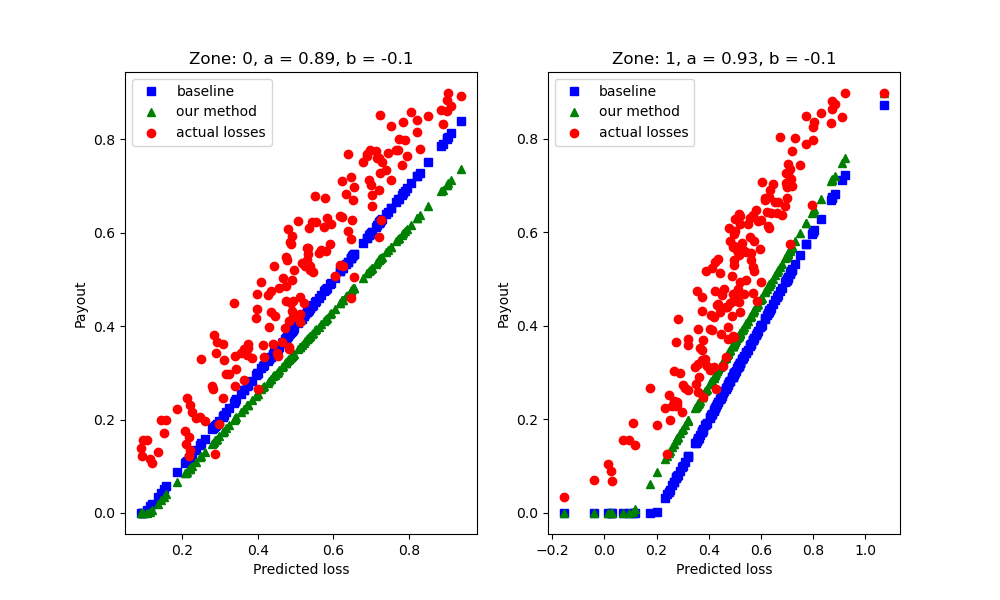 Zone: 0, a = 0.89, b = -0.1
baseline
our method
actual losses
Payout
0.8
0.6
0.4
0.2
0.0
0.2 0.4 0.6 0.8
Predicted loss
Zone: 1, a = 0.93, b = -0.1
baseline
our method
actual losses
Payout
0.8
0.6
0.4
0.2
0.0
−0.2 0.0 0.2 0.4 0.6 0.8 1.0
Predicted loss